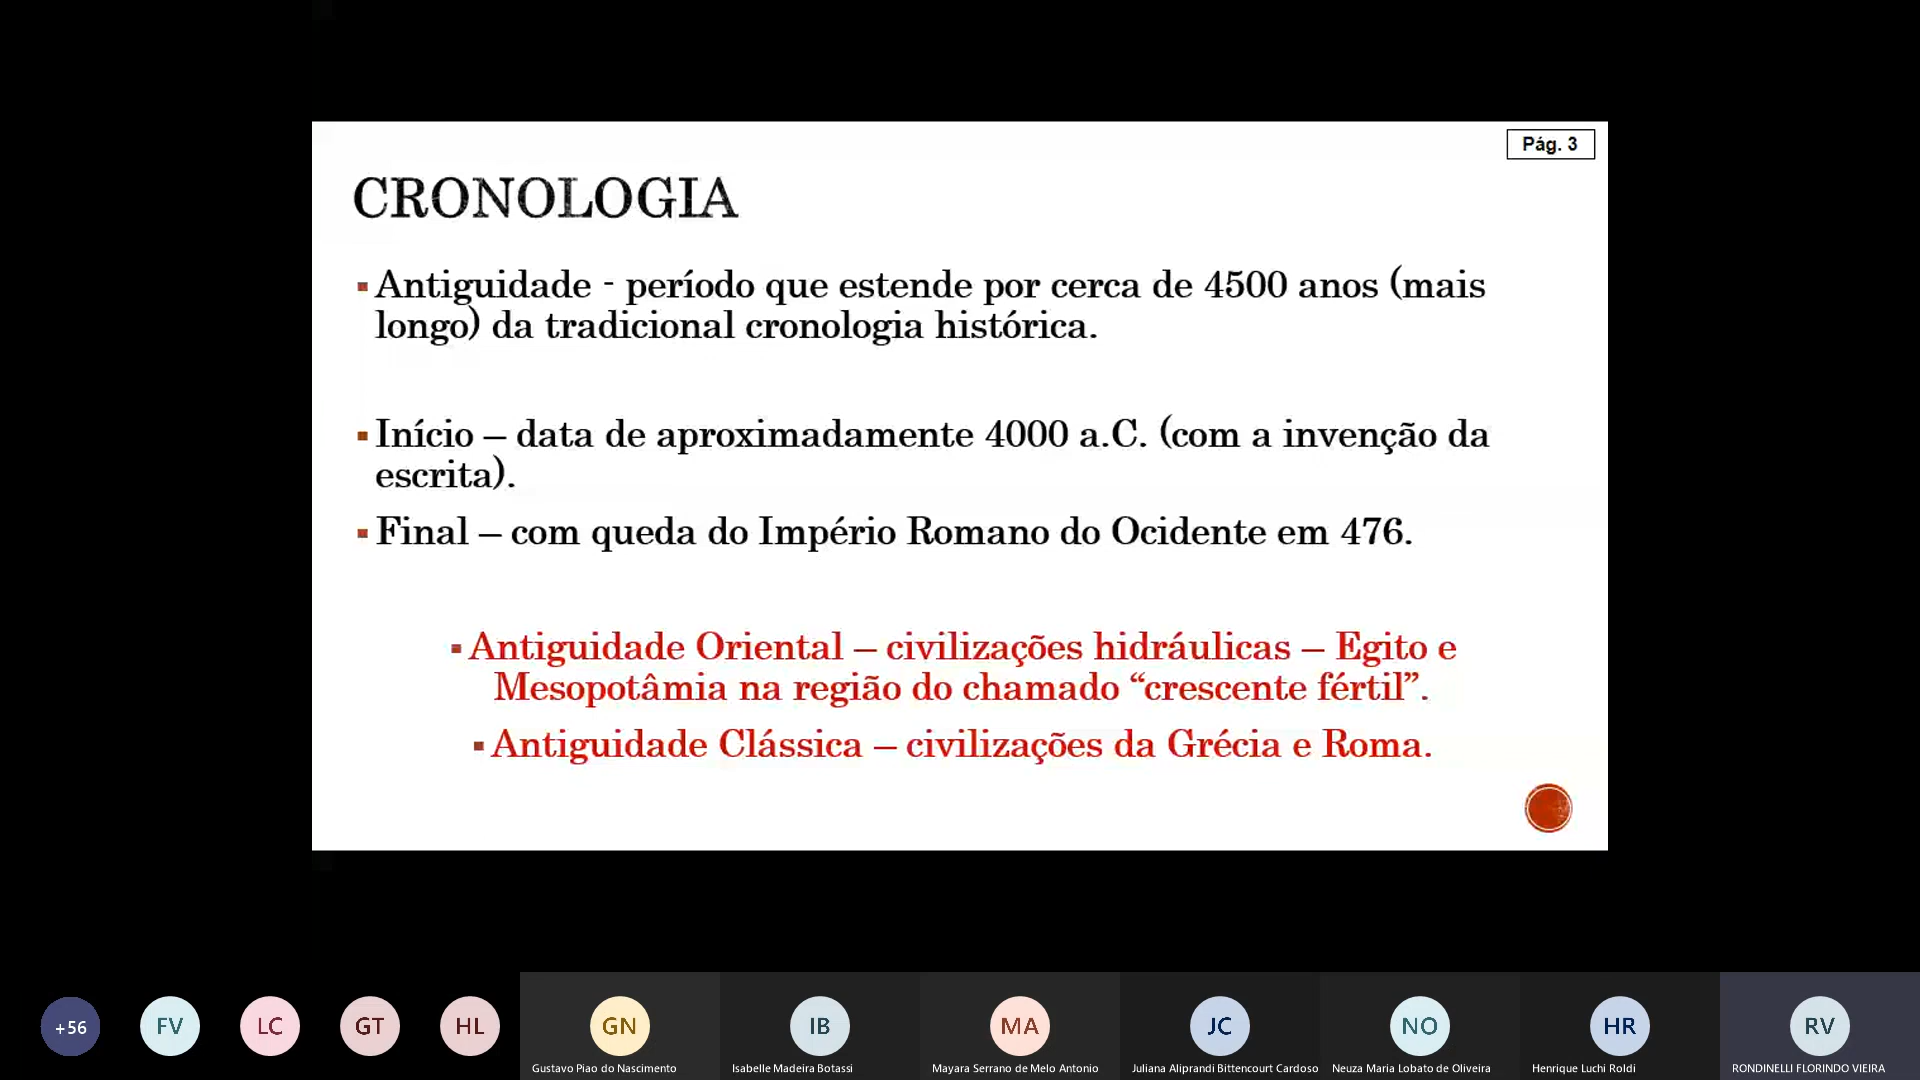 Pág. 3
CRONOLOGIA
▪Antiguidade - período que estende por cerca de 4500 anos (mais
longo) da tradicional cronologia histórica.
▪Início – data de aproximadamente 4000 a.C. (com a invenção da
escrita).
▪Final – com queda do Império Romano do Ocidente em 476.
▪Antiguidade Oriental – civilizações hidráulicas – Egito e
Mesopotâmia na região do chamado “crescente fértil”.
▪Antiguidade Clássica – civilizações da Grécia e Roma.
+56 FV LC GT HL GN IB MA JC NO HR RV
Gustavo Piao do Nascimento Isabelle Madeira Botassi Mayara Serrano de Melo Antonio Juliana Aliprandi Bittencourt Cardoso Neuza Maria Lobato de Oliveira Henrique Luchi Roldi RONDINELLI FLORINDO VIEIRA